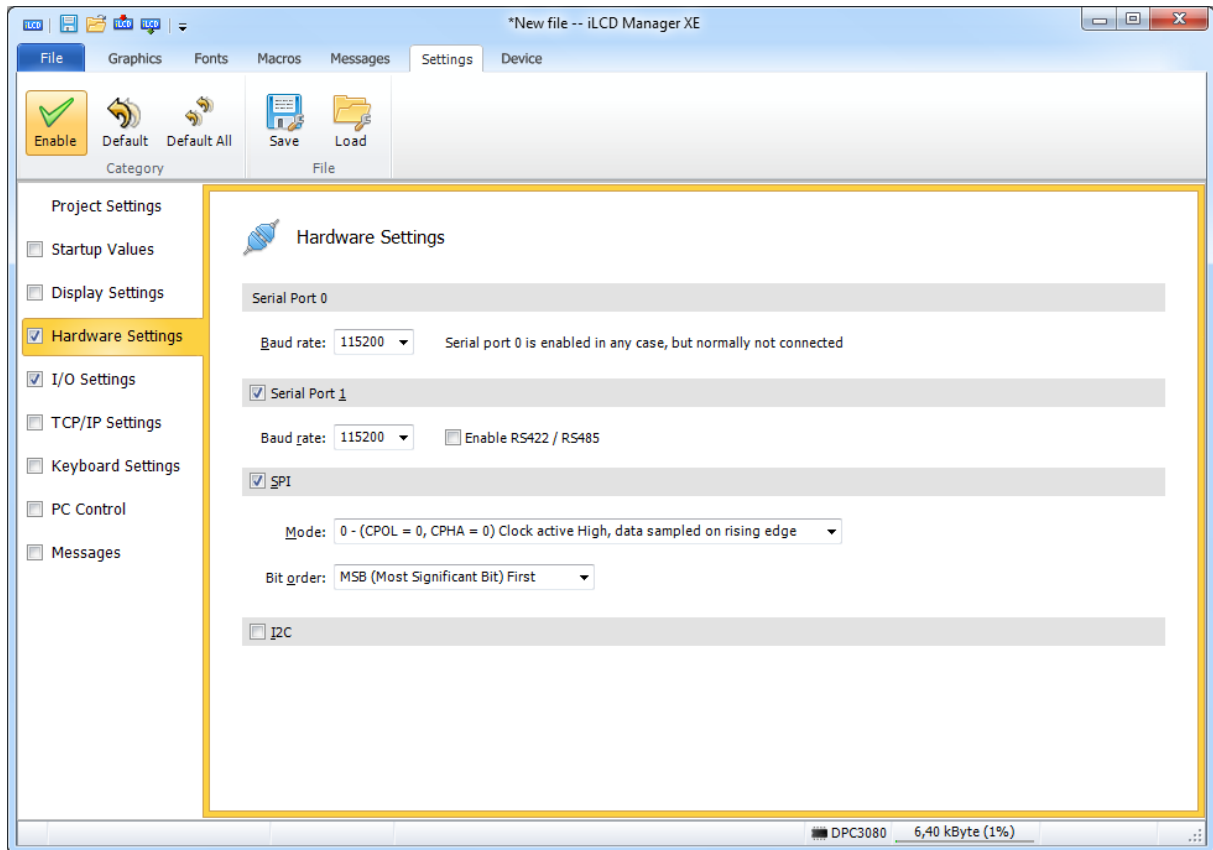 iLCD iLCD iLCD *New file -- iLCD Manager XE
File Graphics Fonts Macros Messages Settings Device
Enable Default Default All Save Load
Category File
Project Settings
Startup Values
Display Settings
Hardware Settings
I/O Settings
TCP/IP Settings
Keyboard Settings
PC Control
Messages
Hardware Settings
Serial Port 0
Baud rate: 115200 Serial port 0 is enabled in any case, but normally not connected
Serial Port 1
Baud rate: 115200 Enable RS422 / RS485
SPI
Mode: 0 - (CPOL = 0, CPHA = 0) Clock active High, data sampled on rising edge
Bit order: MSB (Most Significant Bit) First
I2C
DPC3080 6,40 kByte (1%)